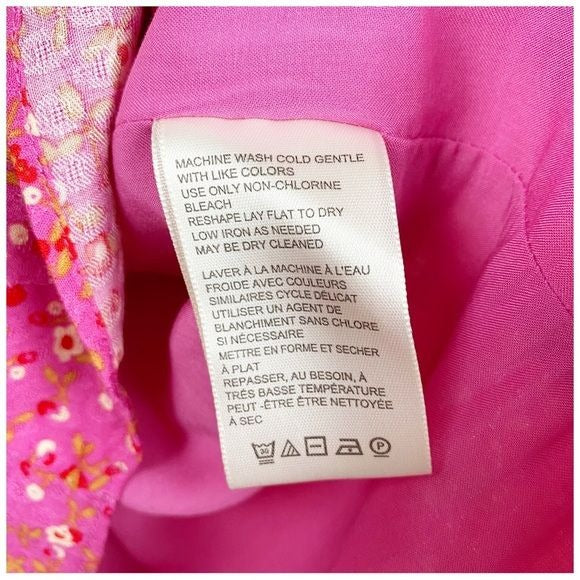 MACHINE WASH COLD GENTLE
WITH LIKE COLORS
USE ONLY NON-CHLORINE
BLEACH
RESHAPE LAY FLAT TO DRY
LOW IRON AS NEEDED
MAY BE DRY CLEANED
LAVER À LA MACHINE À L'EAU
FROIDE AVEC COULEURS
SIMILAIRES CYCLE DÉLICAT
UTILISER UN AGENT DE
BLANCHIMENT SANS CHLORE
SI NÉCESSAIRE
METTRE EN FORME ET SECHER
À PLAT
REPASSER, AU BESOIN, À
TRÈS BASSE TEMPÉRATURE
PEUT -ÊTRE ÊTRE NETTOYÉE
À SEC
30 P